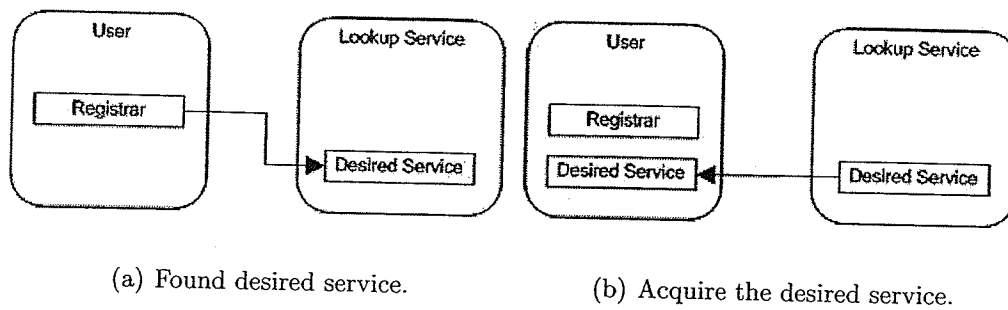 User
Lookup Service
Registrar
Desired Service
(a) Found desired service.
User
Lookup Service
Registrar
Desired Service
Desired Service
(b) Acquire the desired service.